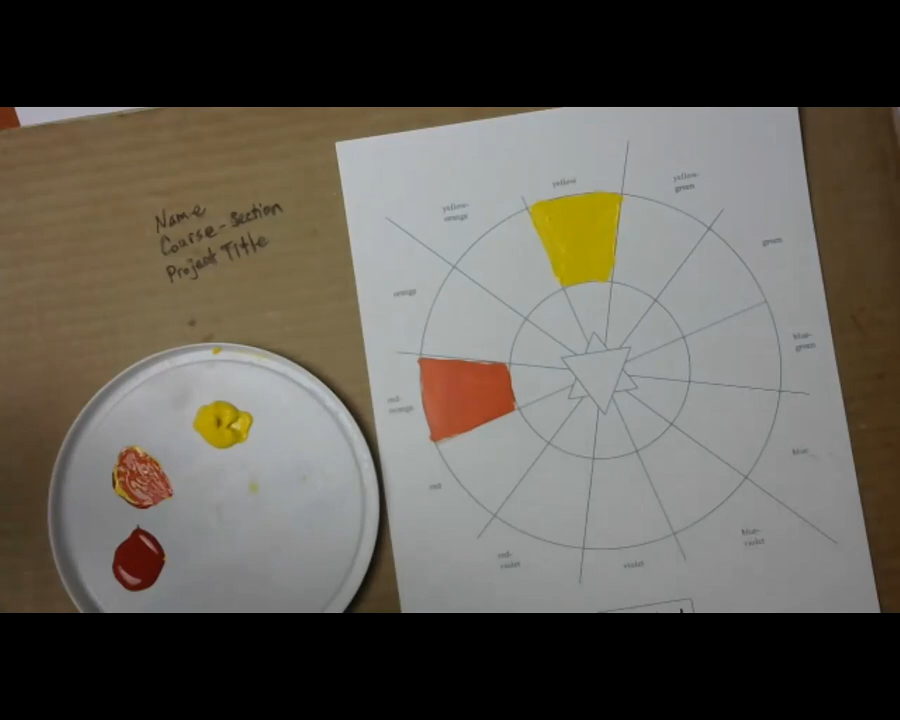 Name
Course-Section
Project Title
yellow
yellow-
green
green
blue-
green
blue
blue-
violet
violet
red-
violet
red
red-
orange
orange
yellow-
orange